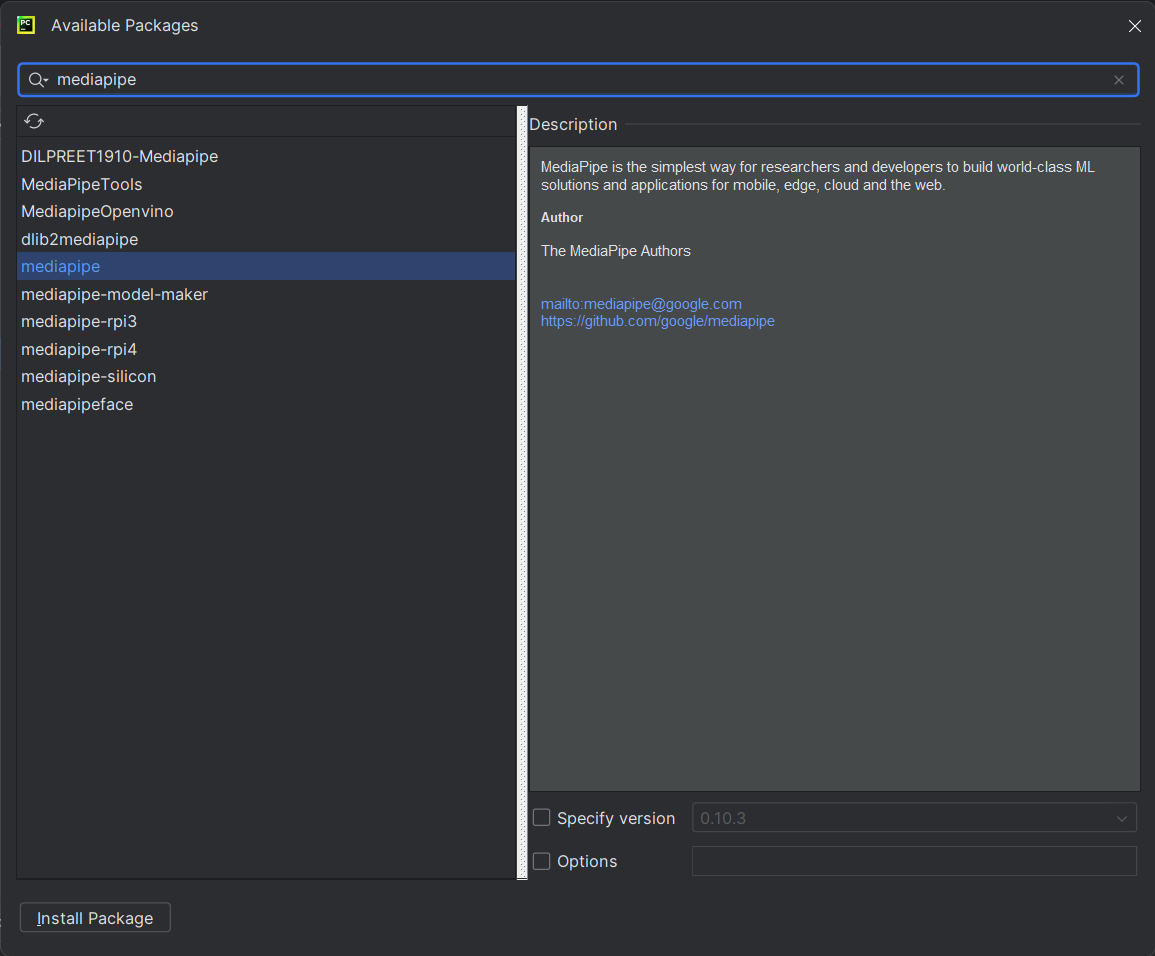 PC
Available Packages
mediapipe
Description
DILPREET1910-Mediapipe
MediaPipeTools
MediapipeOpenvino
dlib2mediapipe
mediapipe
mediapipe-model-maker
mediapipe-rpi3
mediapipe-rpi4
mediapipe-silicon
mediapipeface
MediaPipe is the simplest way for researchers and developers to build world-class ML
solutions and applications for mobile, edge, cloud and the web.
Author
The MediaPipe Authors
mailto:mediapipe@google.com
https://github.com/google/mediapipe
Specify version 0.10.3
Options
Install Package